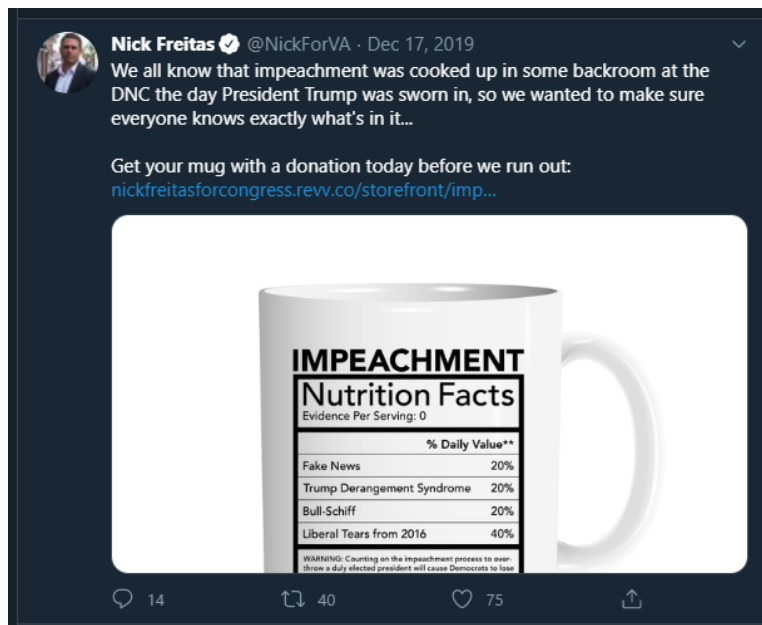 Nick Freitas @NickForVA · Dec 17, 2019
We all know that impeachment was cooked up in some backroom at the
DNC the day President Trump was sworn in, so we wanted to make sure
everyone knows exactly what's in it...
Get your mug with a donation today before we run out:
nickfreitasforcongress.revv.co/storefront/imp...
IMPEACHMENT
Nutrition Facts
Evidence Per Serving: 0
% Daily Value**
Fake News 20%
Trump Derangement Syndrome 20%
Bull-Schiff 20%
Liberal Tears from 2016 40%
WARNING: Counting on the impeachment process to over-
throw a duly elected president will cause Democrats to lose
14 40 75